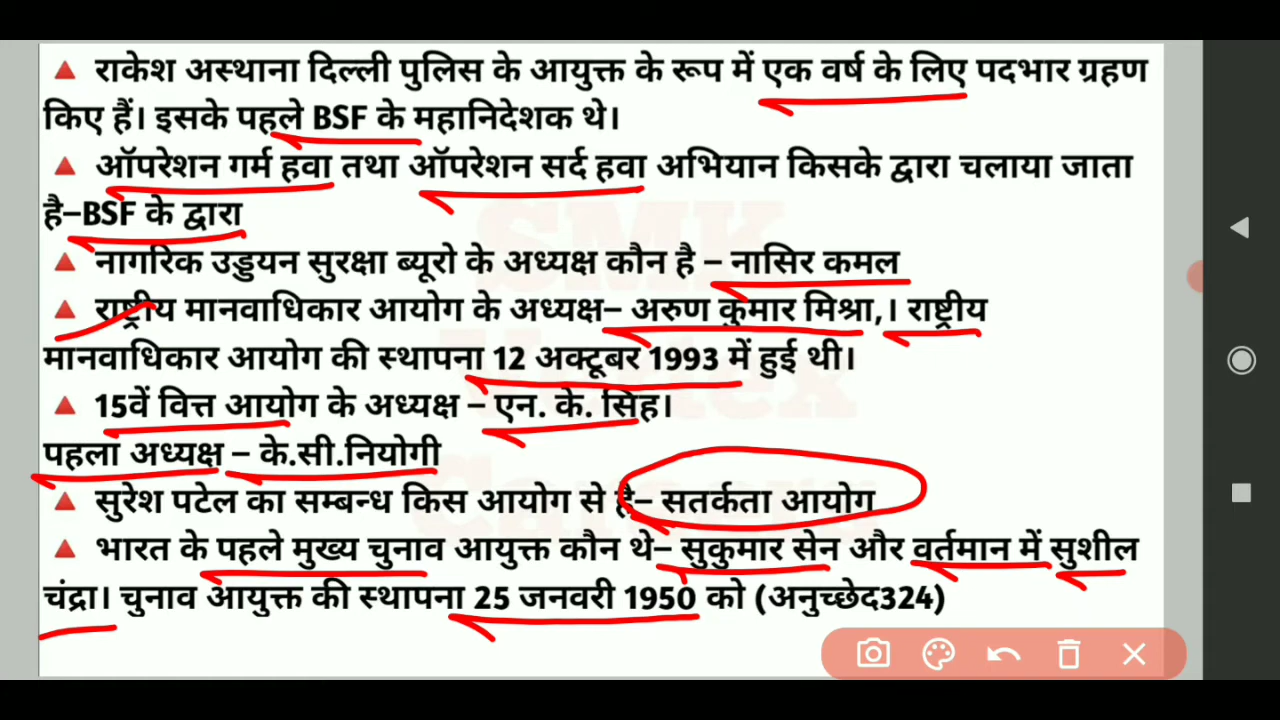 🔺 राकेश अस्थाना दिल्ली पुलिस के आयुक्त के रूप में एक वर्ष के लिए पदभार ग्रहण
किए हैं। इसके पहले BSF के महानिदेशक थे।
🔺 ऑपरेशन गर्म हवा तथा ऑपरेशन सर्द हवा अभियान किसके द्वारा चलाया जाता
है–BSF के द्वारा
🔺 नागरिक उड्डयन सुरक्षा ब्यूरो के अध्यक्ष कौन है – नासिर कमल
🔺 राष्ट्रीय मानवाधिकार आयोग के अध्यक्ष– अरुण कुमार मिश्रा,। राष्ट्रीय
मानवाधिकार आयोग की स्थापना 12 अक्टूबर 1993 में हुई थी।
🔺 15वें वित्त आयोग के अध्यक्ष – एन. के. सिंह।
पहला अध्यक्ष – के.सी.नियोगी
🔺 सुरेश पटेल का सम्बन्ध किस आयोग से है– सतर्कता आयोग
🔺 भारत के पहले मुख्य चुनाव आयुक्त कौन थे– सुकुमार सेन और वर्तमान में सुशील
चंद्रा। चुनाव आयुक्त की स्थापना 25 जनवरी 1950 को (अनुच्छेद324)
SMK